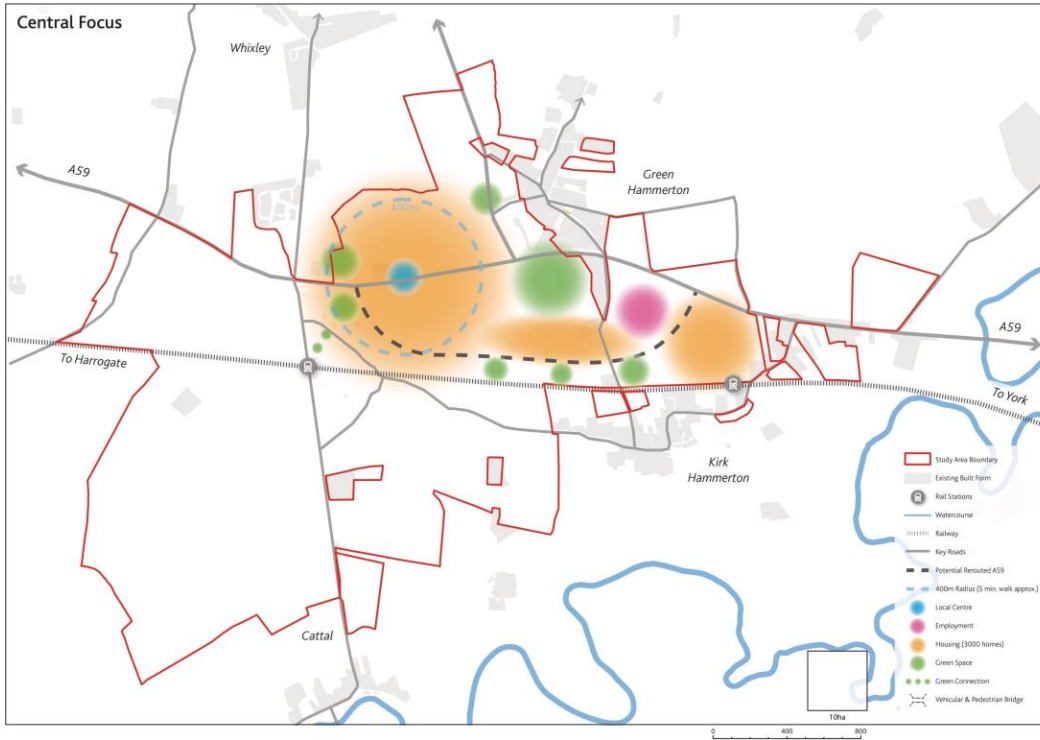 Central Focus
Whixley
A59
400m
Green
Hammerton
A59
To Harrogate
To York
Kirk
Hammerton
Cattal
Study Area Boundary
Existing Built Form
Rail Stations
Watercourse
Railway
Key Roads
Potential Rerouted A59
400m Radius (5 min. walk approx.)
Local Centre
Employment
Housing (3000 homes)
Green Space
Green Connection
Vehicular & Pedestrian Bridge
10ha
0 400 800